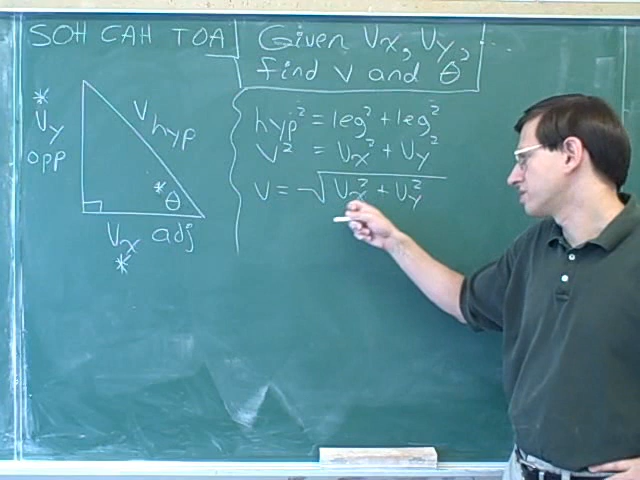 SOH CAH TOA
Given Vx, Vy, ...
find v and θ
* 
Vy
opp
V hyp
* θ
Vx adj
*
hyp² = leg² + leg²
V² = Vx² + Vy²
V = √Vx² + Vy²